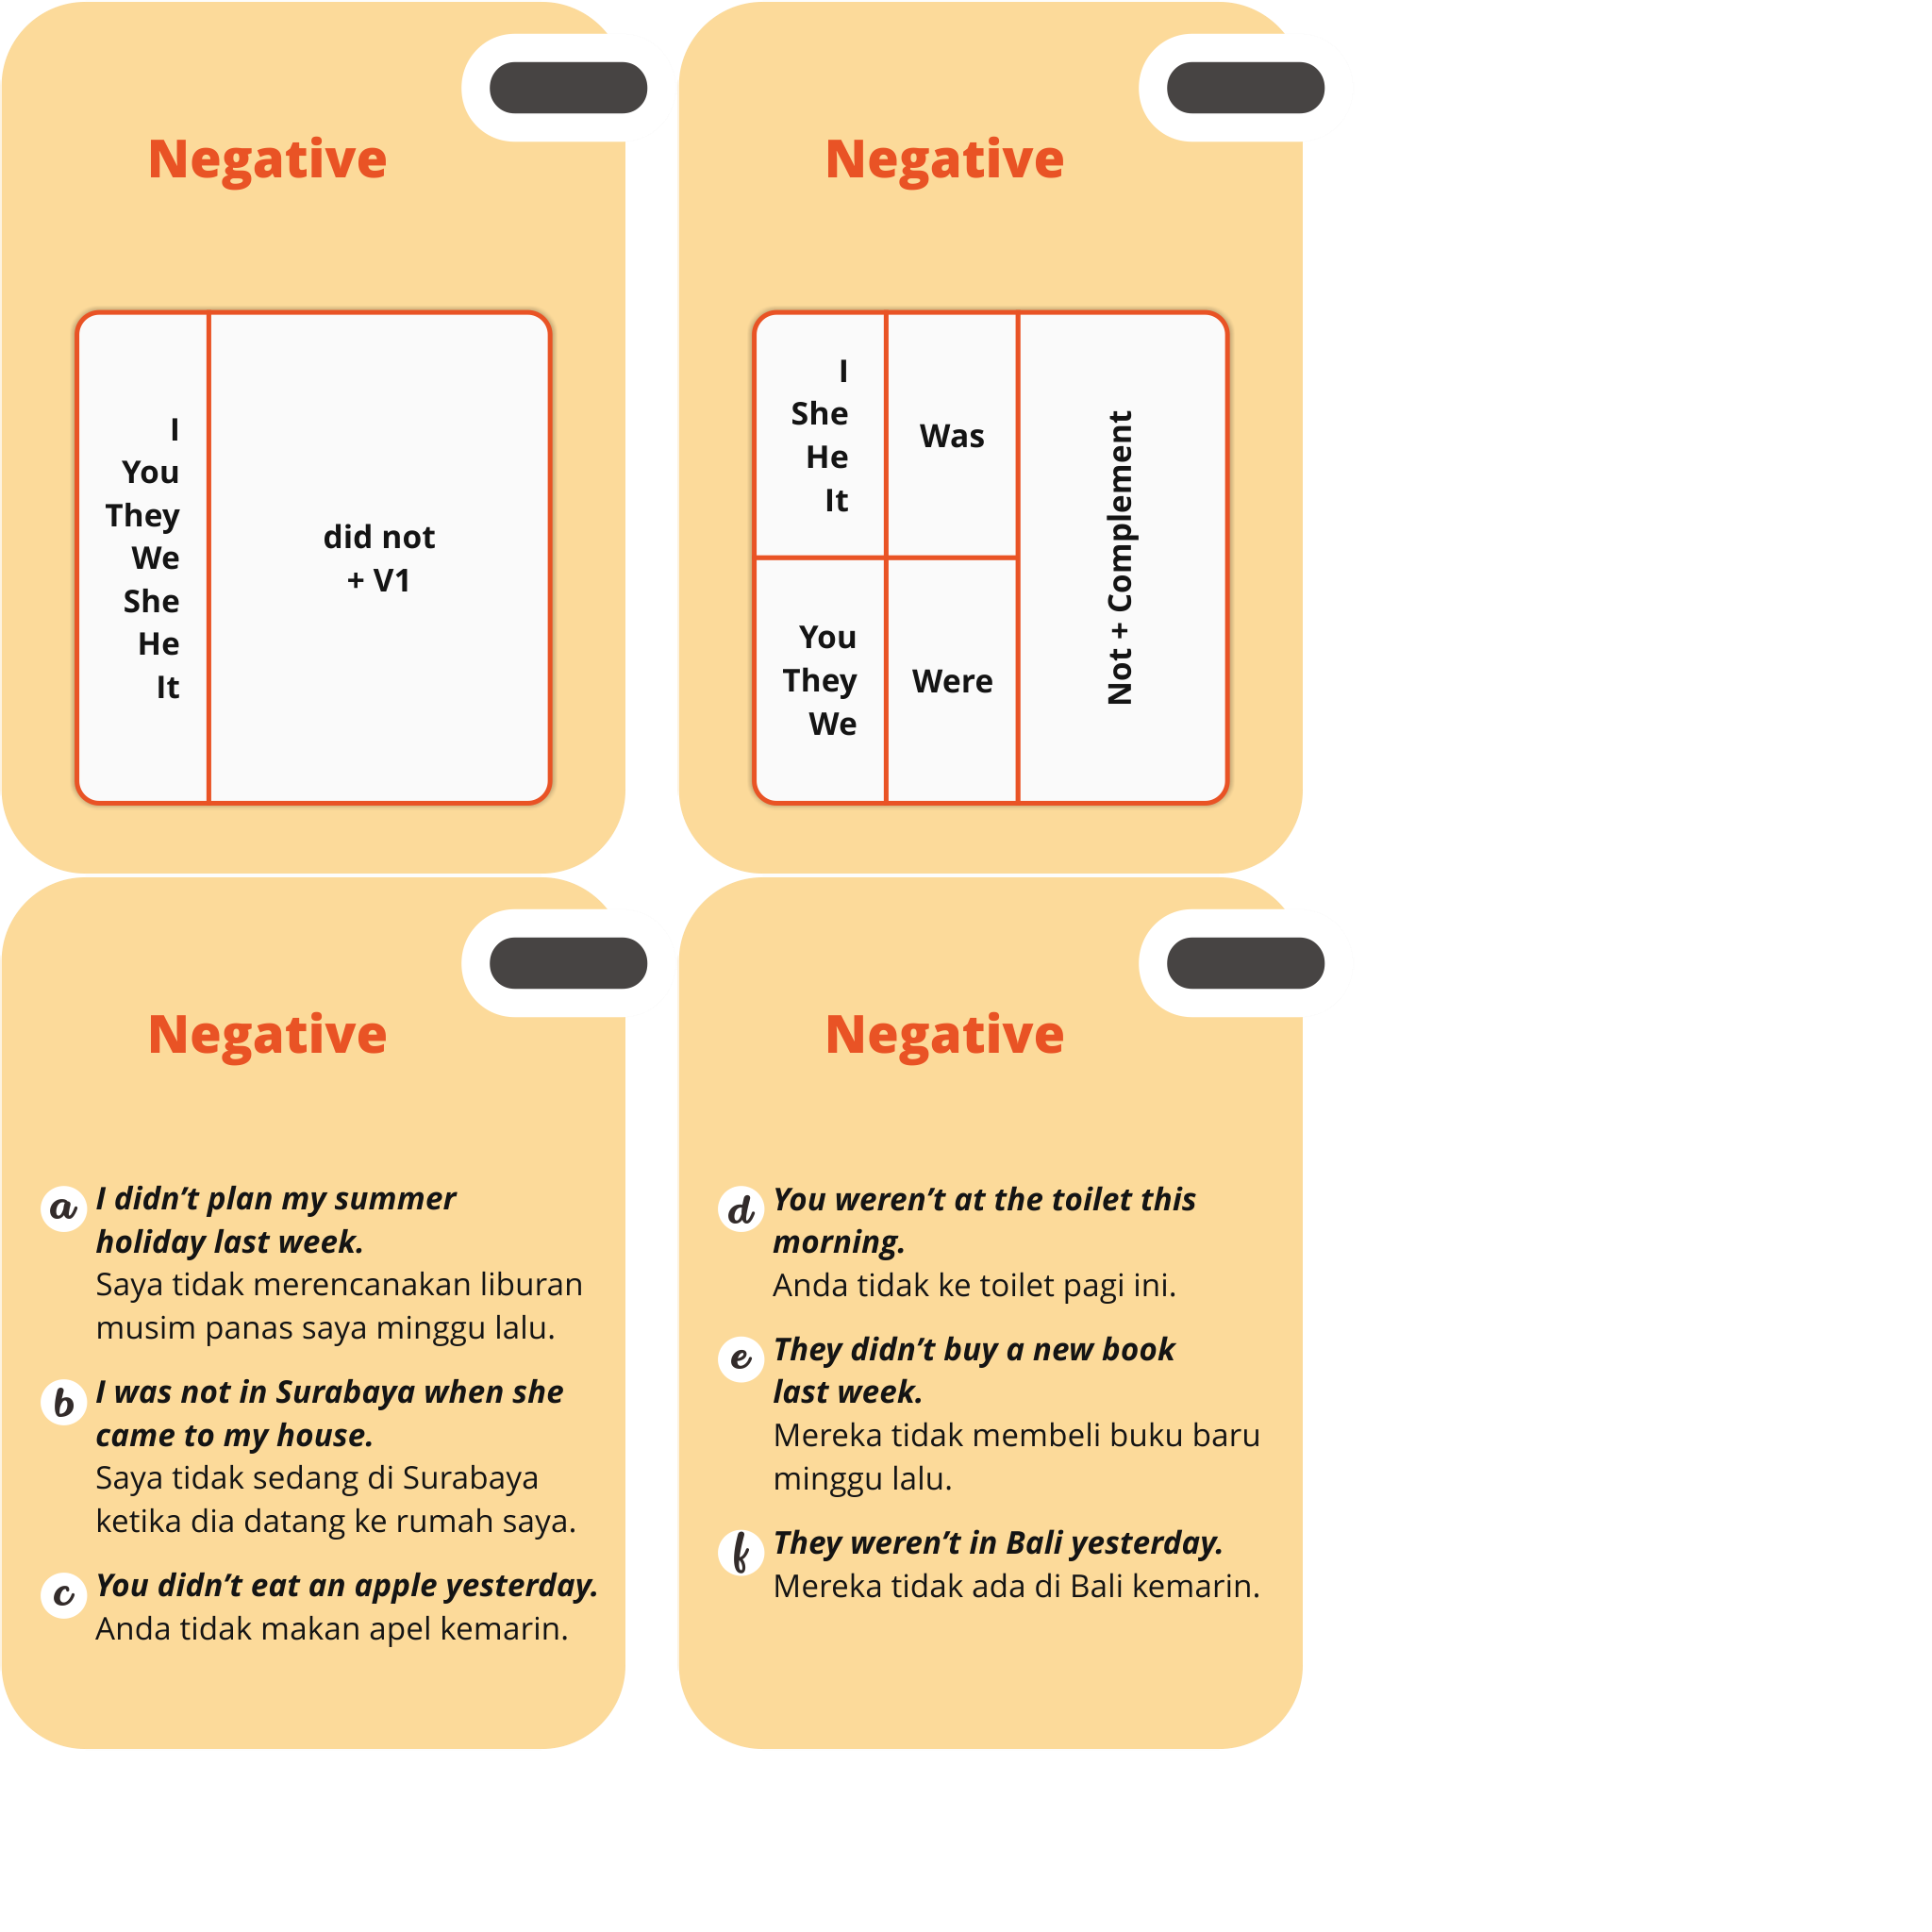 Negative
I
You
They
We
She
He
It
did not
+ V1
Negative
I
She
He
It
Was
You
They
We
Were
Not + Complement
Negative
a I didn’t plan my summer
holiday last week.
Saya tidak merencanakan liburan
musim panas saya minggu lalu.
b I was not in Surabaya when she
came to my house.
Saya tidak sedang di Surabaya
ketika dia datang ke rumah saya.
c You didn’t eat an apple yesterday.
Anda tidak makan apel kemarin.
Negative
d You weren’t at the toilet this
morning.
Anda tidak ke toilet pagi ini.
e They didn’t buy a new book
last week.
Mereka tidak membeli buku baru
minggu lalu.
f They weren’t in Bali yesterday.
Mereka tidak ada di Bali kemarin.